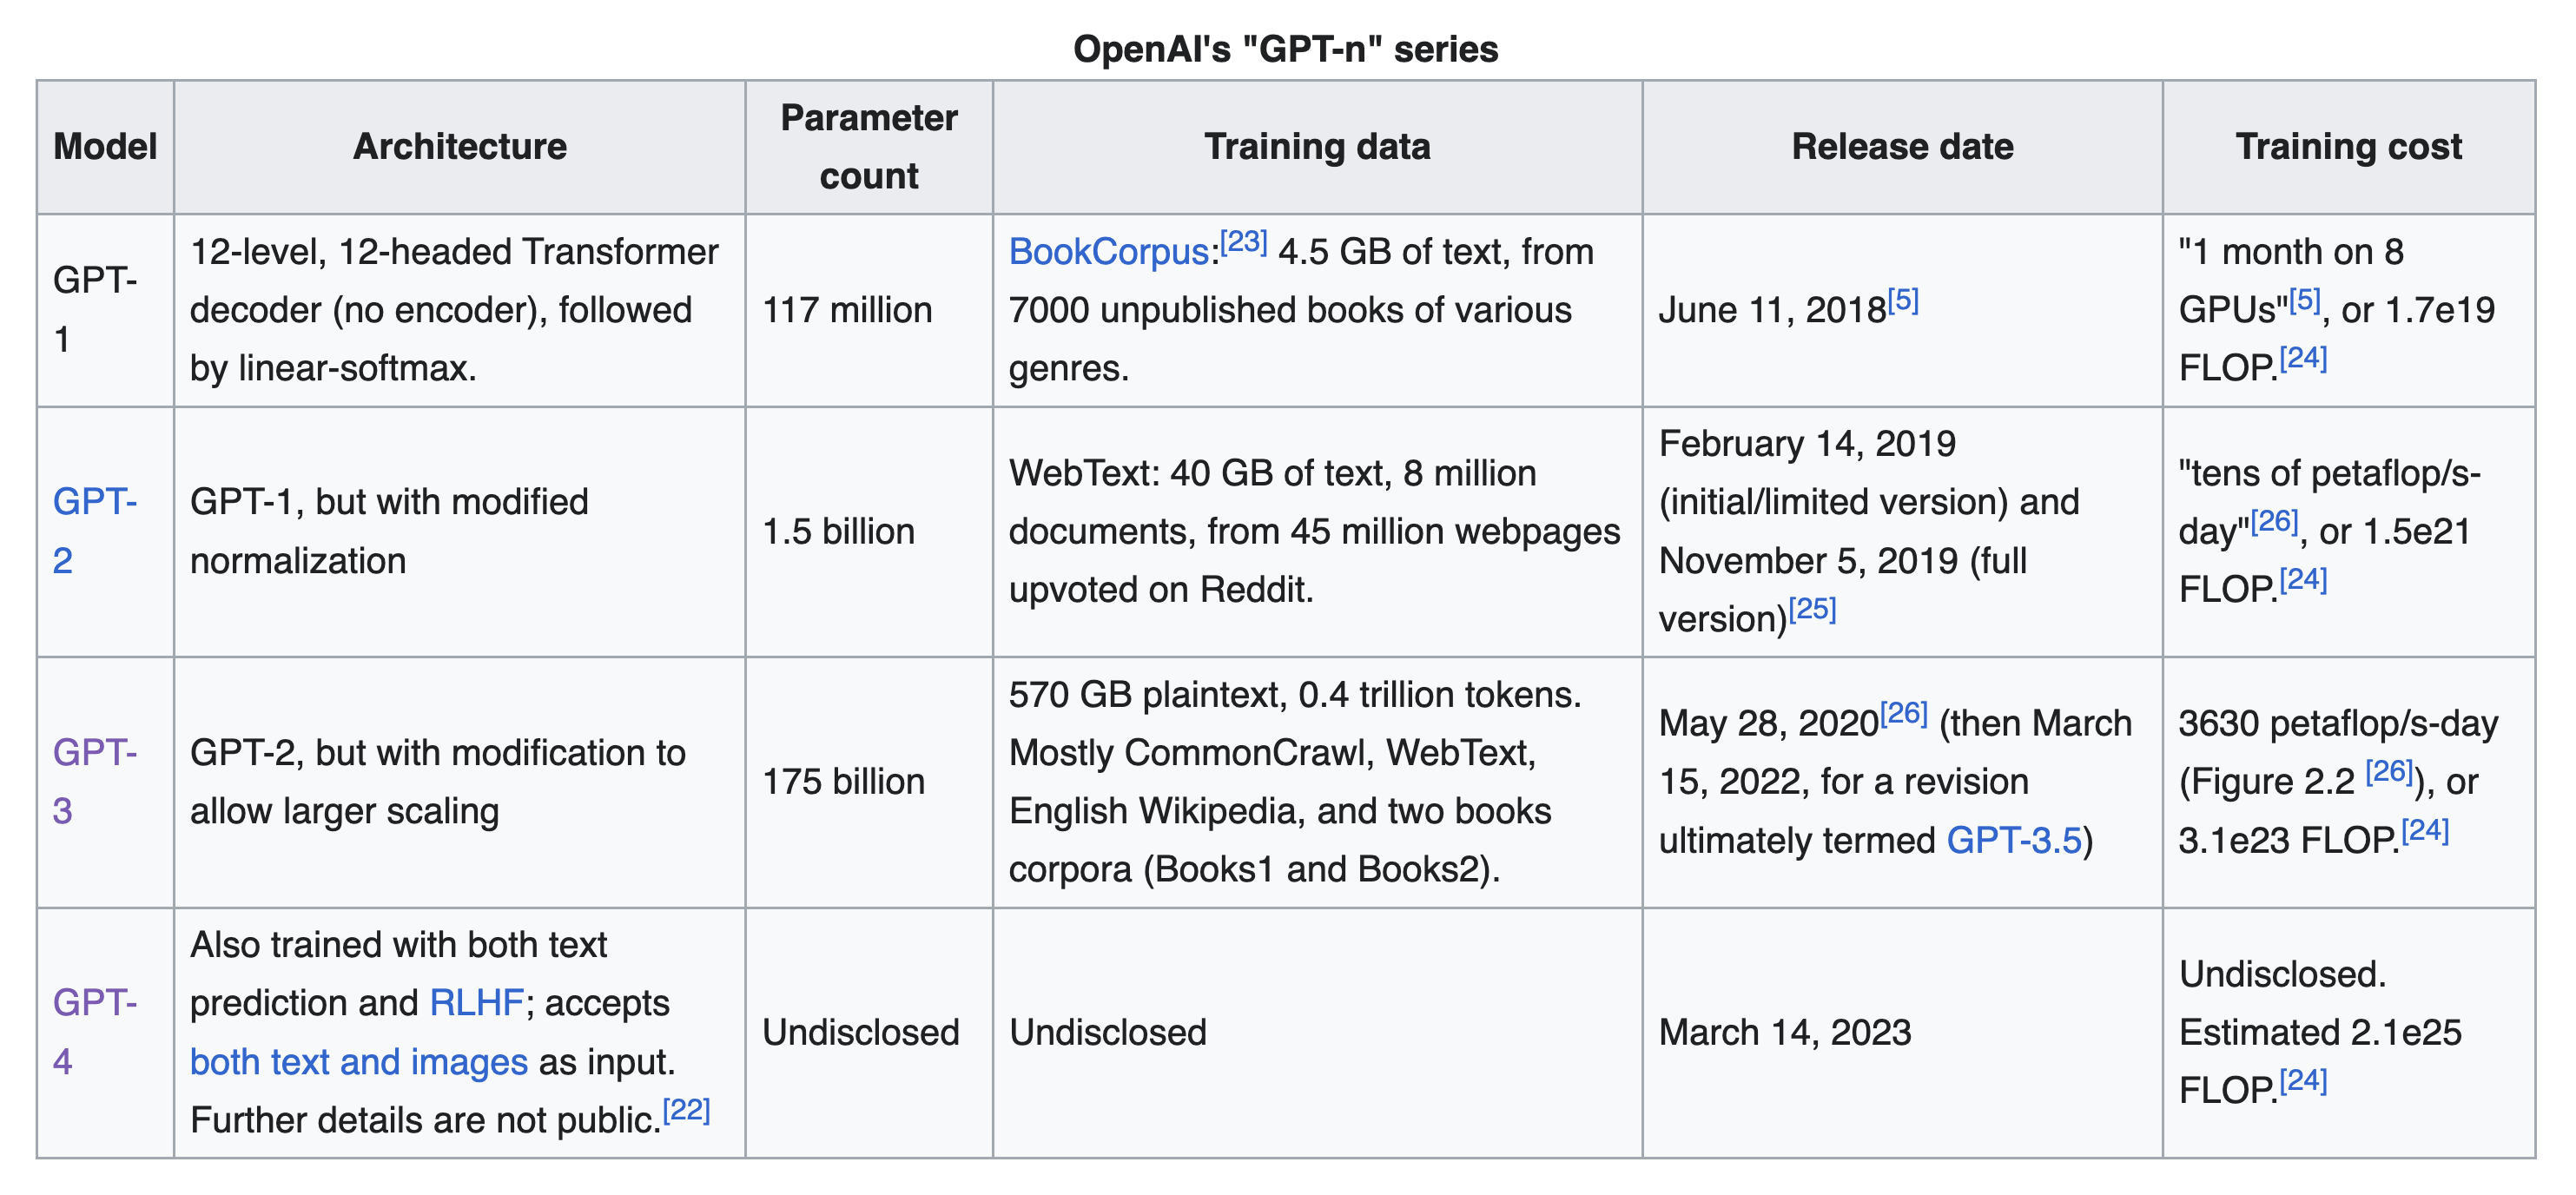 OpenAI's "GPT-n" series
Model
Architecture
Parameter
count
Training data
Release date
Training cost
GPT-
1
12-level, 12-headed Transformer
decoder (no encoder), followed
by linear-softmax.
117 million
BookCorpus:[23] 4.5 GB of text, from
7000 unpublished books of various
genres.
June 11, 2018[5]
"1 month on 8
GPUs"[5], or 1.7e19
FLOP.[24]
GPT-
2
GPT-1, but with modified
normalization
1.5 billion
WebText: 40 GB of text, 8 million
documents, from 45 million webpages
upvoted on Reddit.
February 14, 2019
(initial/limited version) and
November 5, 2019 (full
version)[25]
"tens of petaflop/s-
day"[26], or 1.5e21
FLOP.[24]
GPT-
3
GPT-2, but with modification to
allow larger scaling
175 billion
570 GB plaintext, 0.4 trillion tokens.
Mostly CommonCrawl, WebText,
English Wikipedia, and two books
corpora (Books1 and Books2).
May 28, 2020[26] (then March
15, 2022, for a revision
ultimately termed GPT-3.5)
3630 petaflop/s-day
(Figure 2.2 [26]), or
3.1e23 FLOP.[24]
GPT-
4
Also trained with both text
prediction and RLHF; accepts
both text and images as input.
Further details are not public.[22]
Undisclosed
Undisclosed
March 14, 2023
Undisclosed.
Estimated 2.1e25
FLOP.[24]